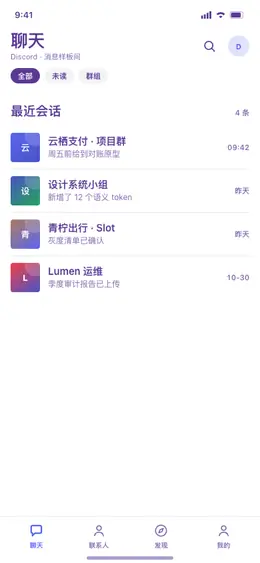 9:41
聊天
Discord · 消息样板间
D
全部
未读
群组
最近会话
4 条
云
云栖支付 · 项目群
周五前给到对账原型
09:42
设
设计系统小组
新增了 12 个语义 token
昨天
青
青柠出行 · Slot
灰度清单已确认
昨天
L
Lumen 运维
季度审计报告已上传
10-30
聊天
联系人
发现
我的